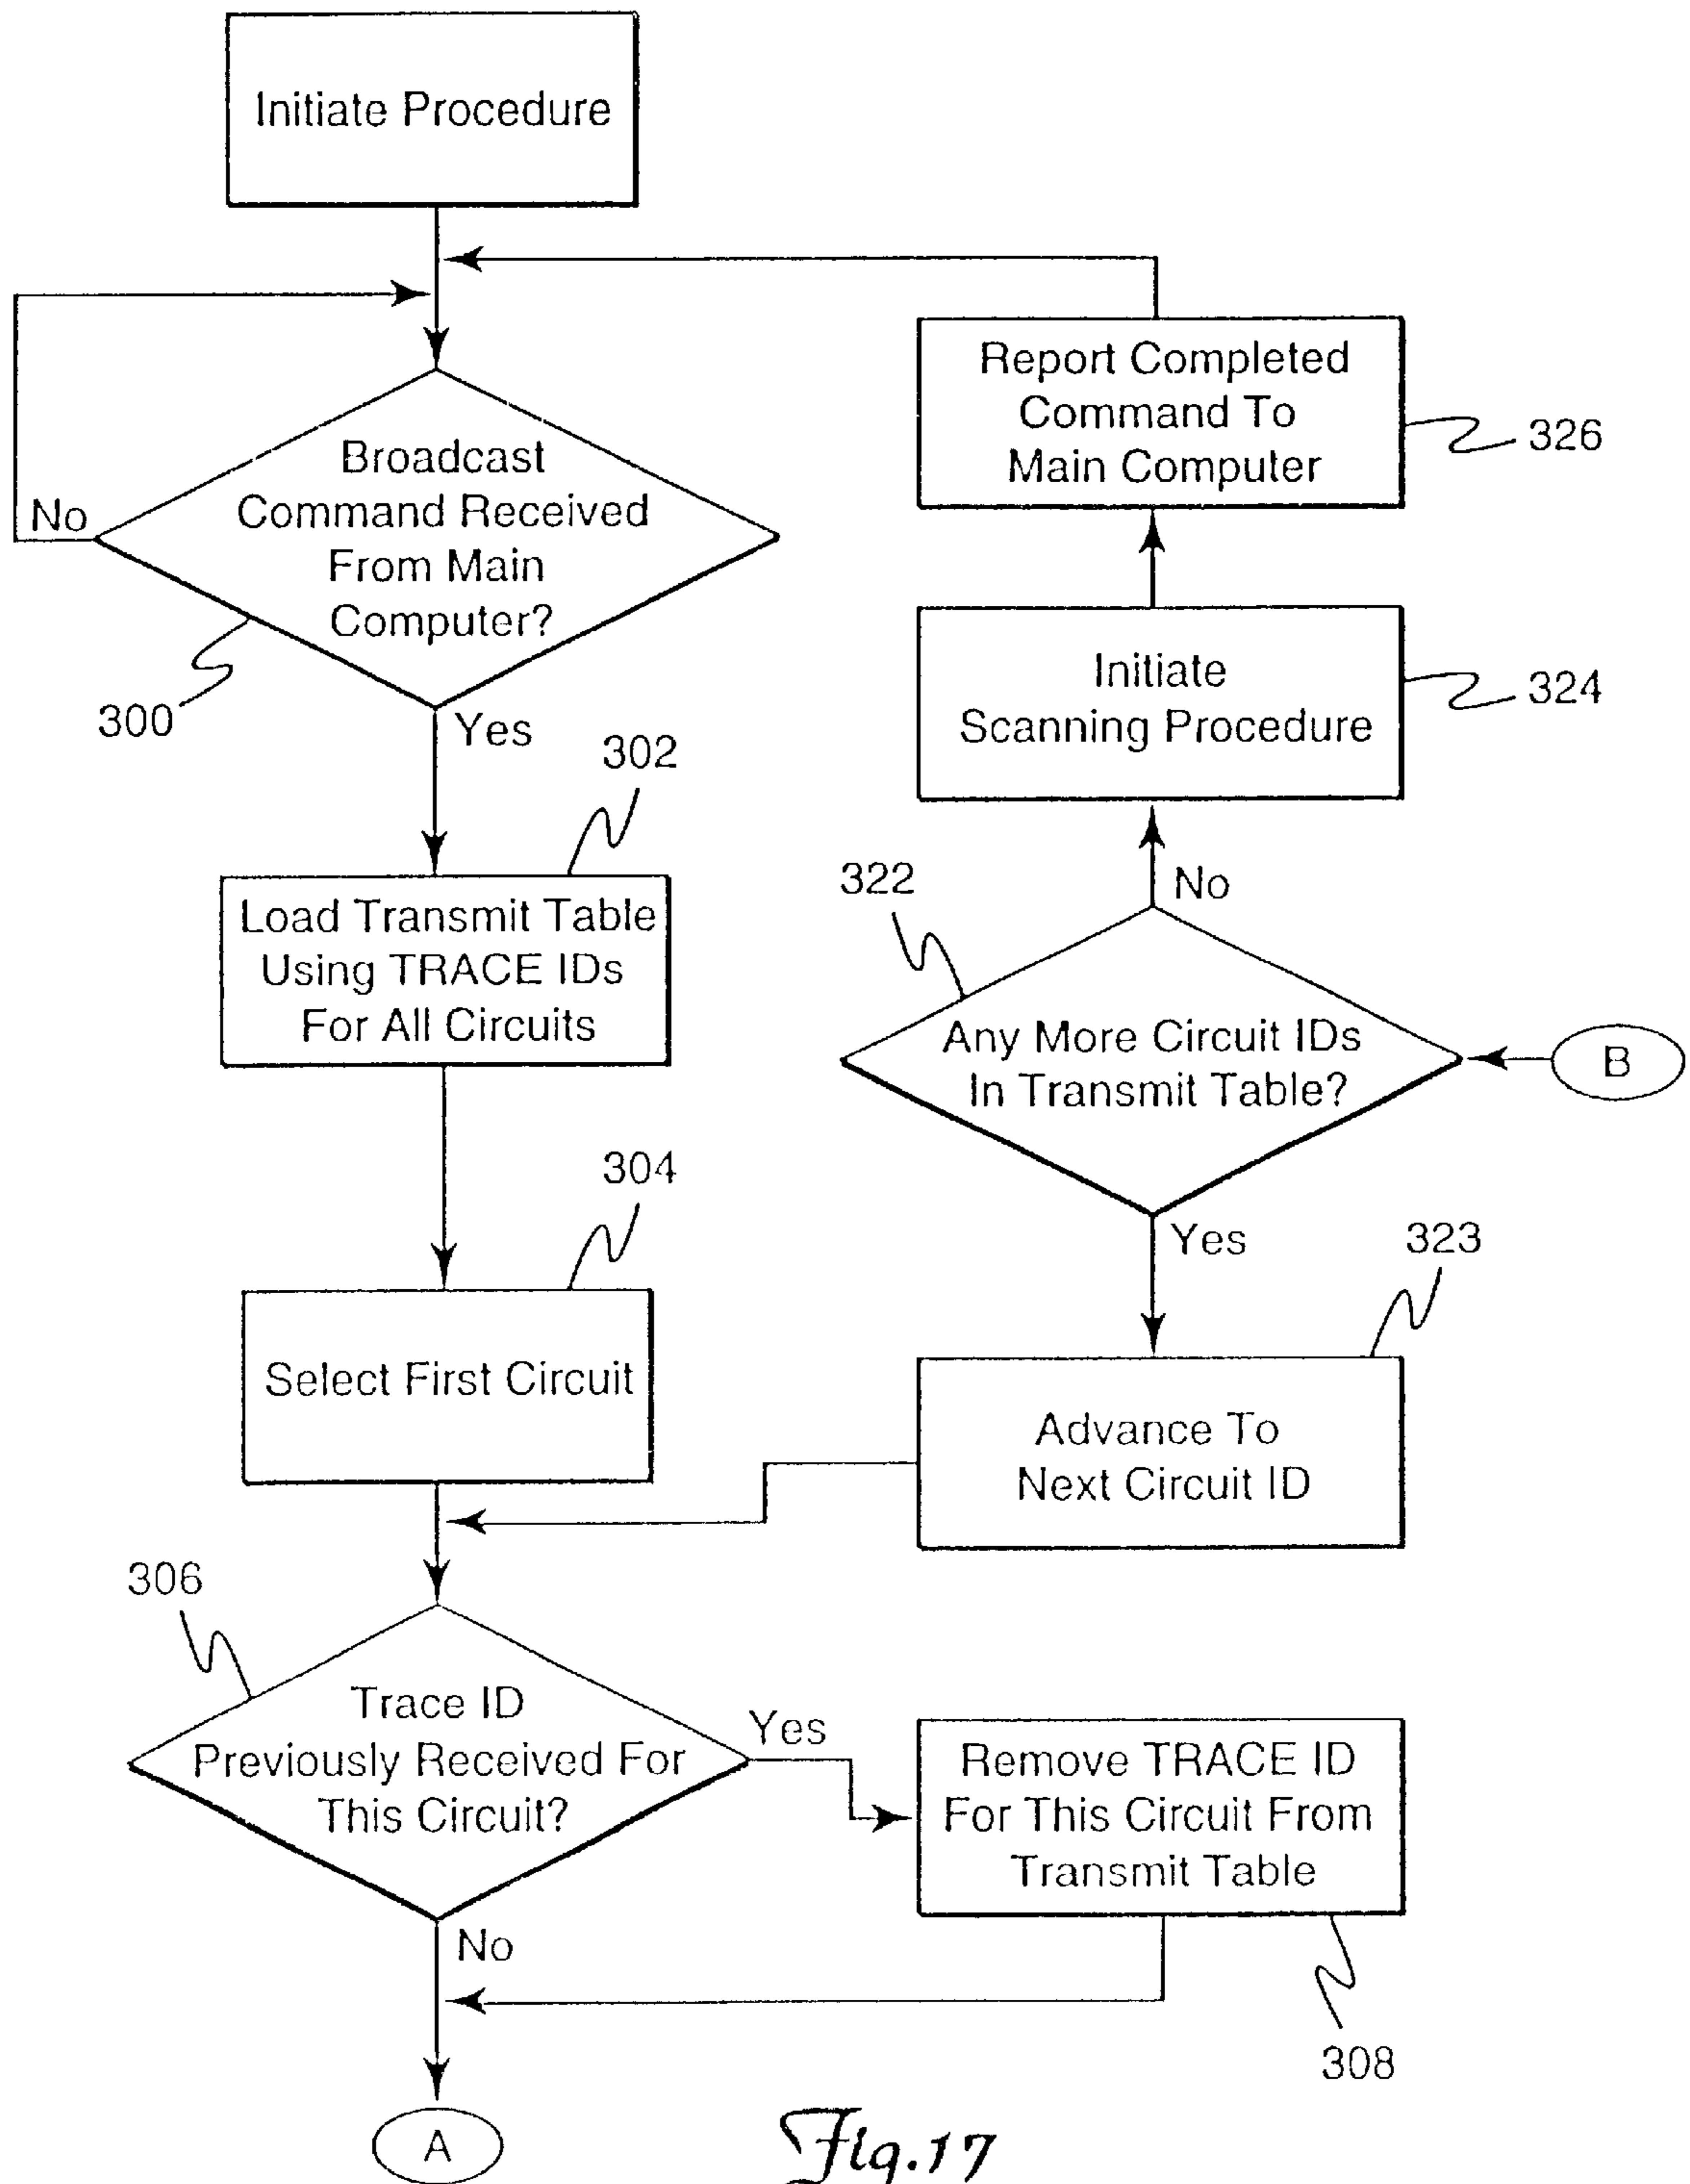 Initiate Procedure
Broadcast
Command Received
From Main
Computer?
No
300
Yes
302
Load Transmit Table
Using TRACE IDs
For All Circuits
304
Select First Circuit
306
Trace ID
Previously Received For
This Circuit?
Yes
No
A
Remove TRACE ID
For This Circuit From
Transmit Table
308
Report Completed
Command To
Main Computer
326
Initiate
Scanning Procedure
324
No
322
Any More Circuit IDs
In Transmit Table?
B
Yes
323
Advance To
Next Circuit ID
Fig.17